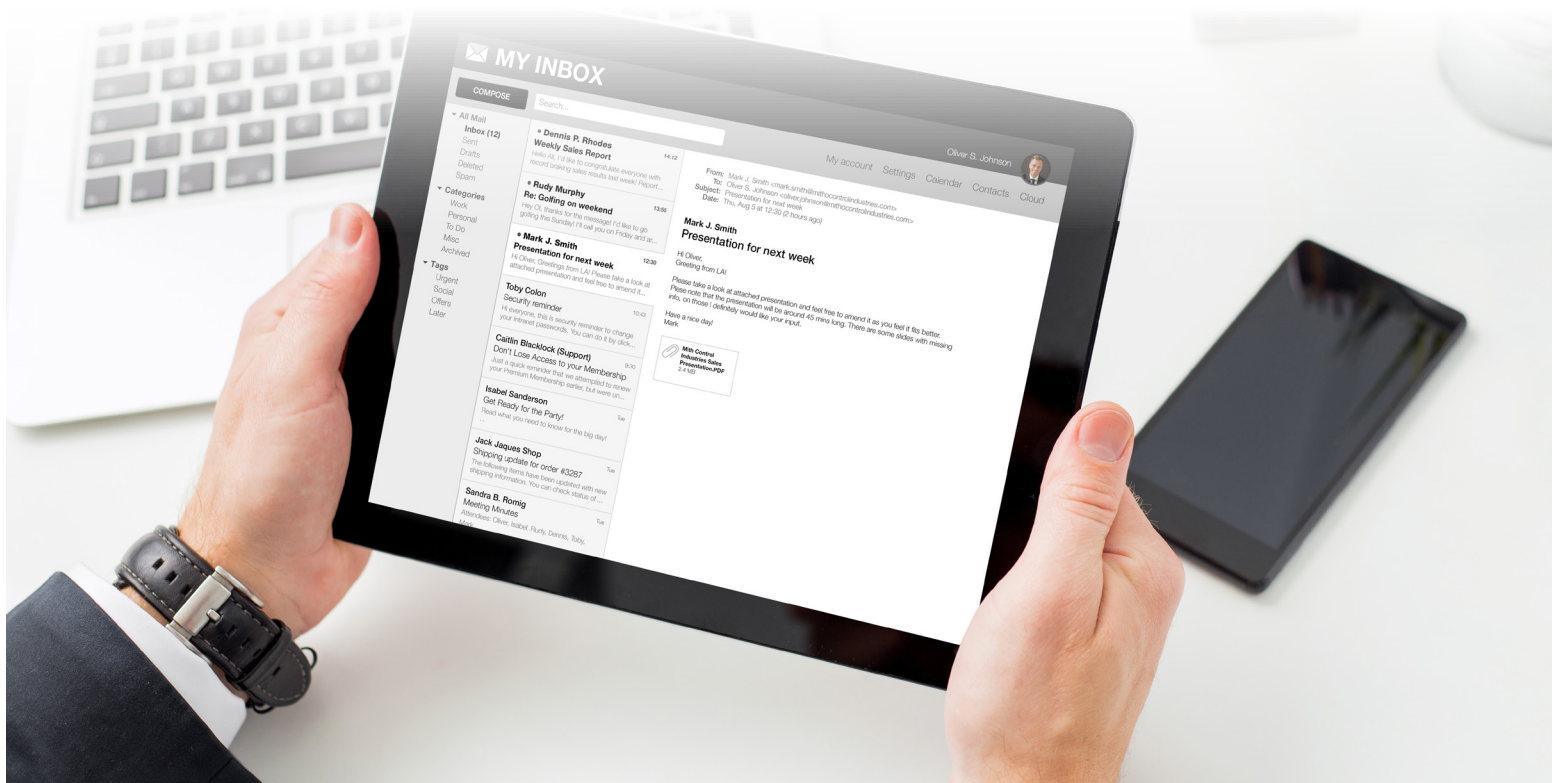 MY INBOX
Oliver S. Johnson
COMPOSE
Search...
My account Settings Calendar Contacts Cloud
All Mail
Inbox (12)
Sent
Drafts
Deleted
Spam
Categories
Work
Personal
To Do
Misc
Archived
Tags
Urgent
Social
Offers
Later
Dennis P. Rhodes
Weekly Sales Report 14:12
Hello All, I'd like to congratulate everyone with
record braking sales results last week! Report...
Rudy Murphy
Re: Golfing on weekend 13:55
Hey Ol, thanks for the message! I'd like to go
golfing this Sunday! I'll call you on Friday and ar...
Mark J. Smith
Presentation for next week 12:30
Hi Oliver, Greetings from LA! Please take a look at
attached presentation and feel free to amend it...
Toby Colon
Security reminder 10:43
Hi everyone, this is security reminder to change
your intranet passwords. You can do it by click...
Caitlin Blacklock (Support)
Don't Lose Access to your Membership 9:10
Just a quick reminder that we attempted to renew
your Premium Membership earlier, but were un...
Isabel Sanderson
Get Ready for the Party! Tue
Read what you need to know for the big day!
...
Jack Jaques Shop
Shipping update for order #3287 Tue
The following items have been updated with new
shipping information. You can check status of ...
Sandra B. Romig
Meeting Minutes Tue
Attendees: Oliver, Isabel, Rudy, Dennis, Toby,
Mark
From: Mark J. Smith <mark.smith@mithocontrolindustries.com>
To: Oliver S. Johnson <oliver.johnson@mithocontrolindustries.com>
Subject: Presentation for next week
Date: Thu, Aug 5 at 12:30 (2 hours ago)
Mark J. Smith
Presentation for next week
Hi Oliver,
Greeting from LA!
Please take a look at attached presentation and feel free to amend it as you feel it fits better.
Plese note that the presentation will be around 45 mins long. There are some slides with missing
info, on those I definitely would like your input.
Have a nice day!
Mark
Mith Control
Industries Sales
Presentation.PDF
2.4 MB